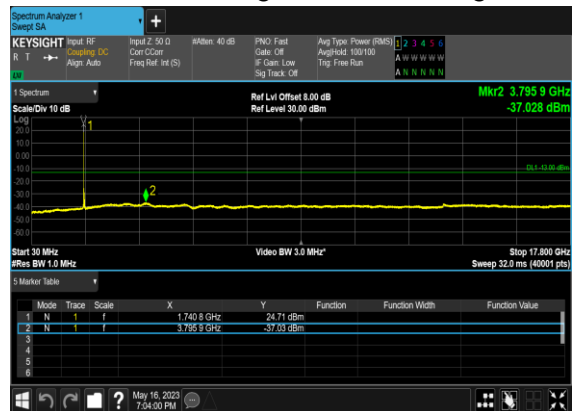 Spectrum Analyzer 1
Swept SA
+
KEYSIGHT Input: RF Input Z: 50 Ω #Atten: 40 dB PNO: Fast Avg Type: Power (RMS) 1 2 3 4 5 6
R T Coupling: DC Corr CCorr Gate: Off Avg|Hold: 100/100 A W W W W W
Align: Auto Freq Ref: Int (S) IF Gain: Low Trig: Free Run
LXI Sig Track: Off A N N N N N
1 Spectrum Ref Lvl Offset 8.00 dB Mkr2 3.795 9 GHz
Scale/Div 10 dB Ref Level 30.00 dBm -37.028 dBm
Log
20.0
10.0
0.00
-10.0
-20.0
-30.0
-40.0
-50.0
-60.0
1
DL1 -13.00 dBm
2
Start 30 MHz Video BW 3.0 MHz* Stop 17.800 GHz
#Res BW 1.0 MHz Sweep 32.0 ms (40001 pts)
5 Marker Table
Mode Trace Scale X Y Function Function Width Function Value
1 N 1 f 1.740 8 GHz 24.71 dBm
2 N 1 f 3.795 9 GHz -37.03 dBm
3
4
5
6
? May 16, 2023
7:04:00 PM